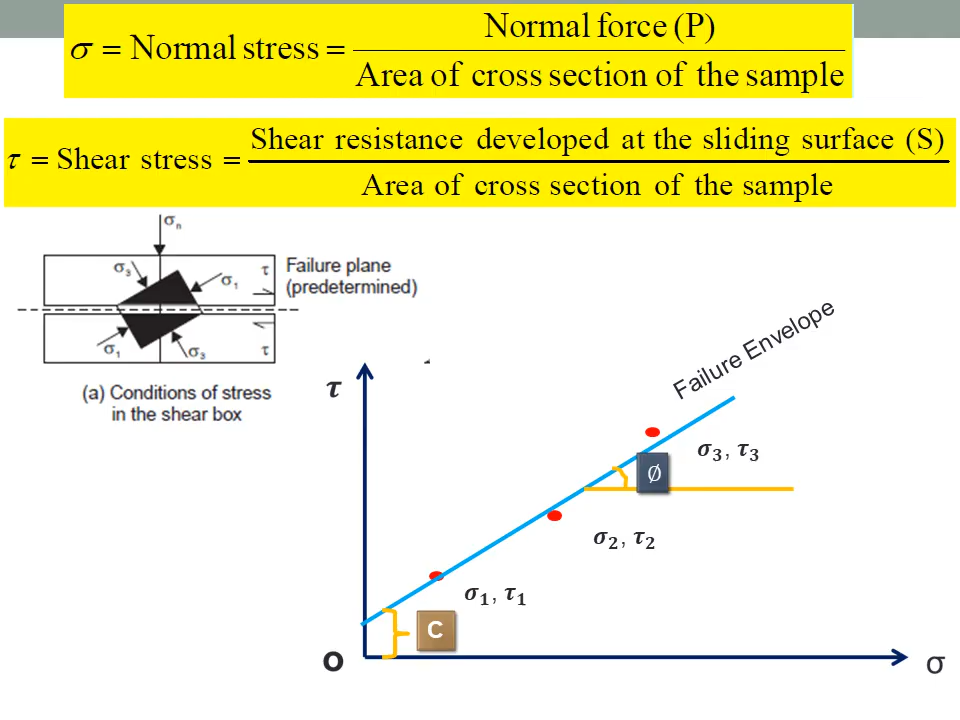 σ = Normal stress = Normal force (P)
Area of cross section of the sample
τ = Shear stress = Shear resistance developed at the sliding surface (S)
Area of cross section of the sample
σn
σ3
τ
σ1
Failure plane
(predetermined)
σ1
σ3
τ
(a) Conditions of stress
in the shear box
Failure Envelope
τ
σ3, τ3
Ø
σ2, τ2
σ1, τ1
C
O
σ